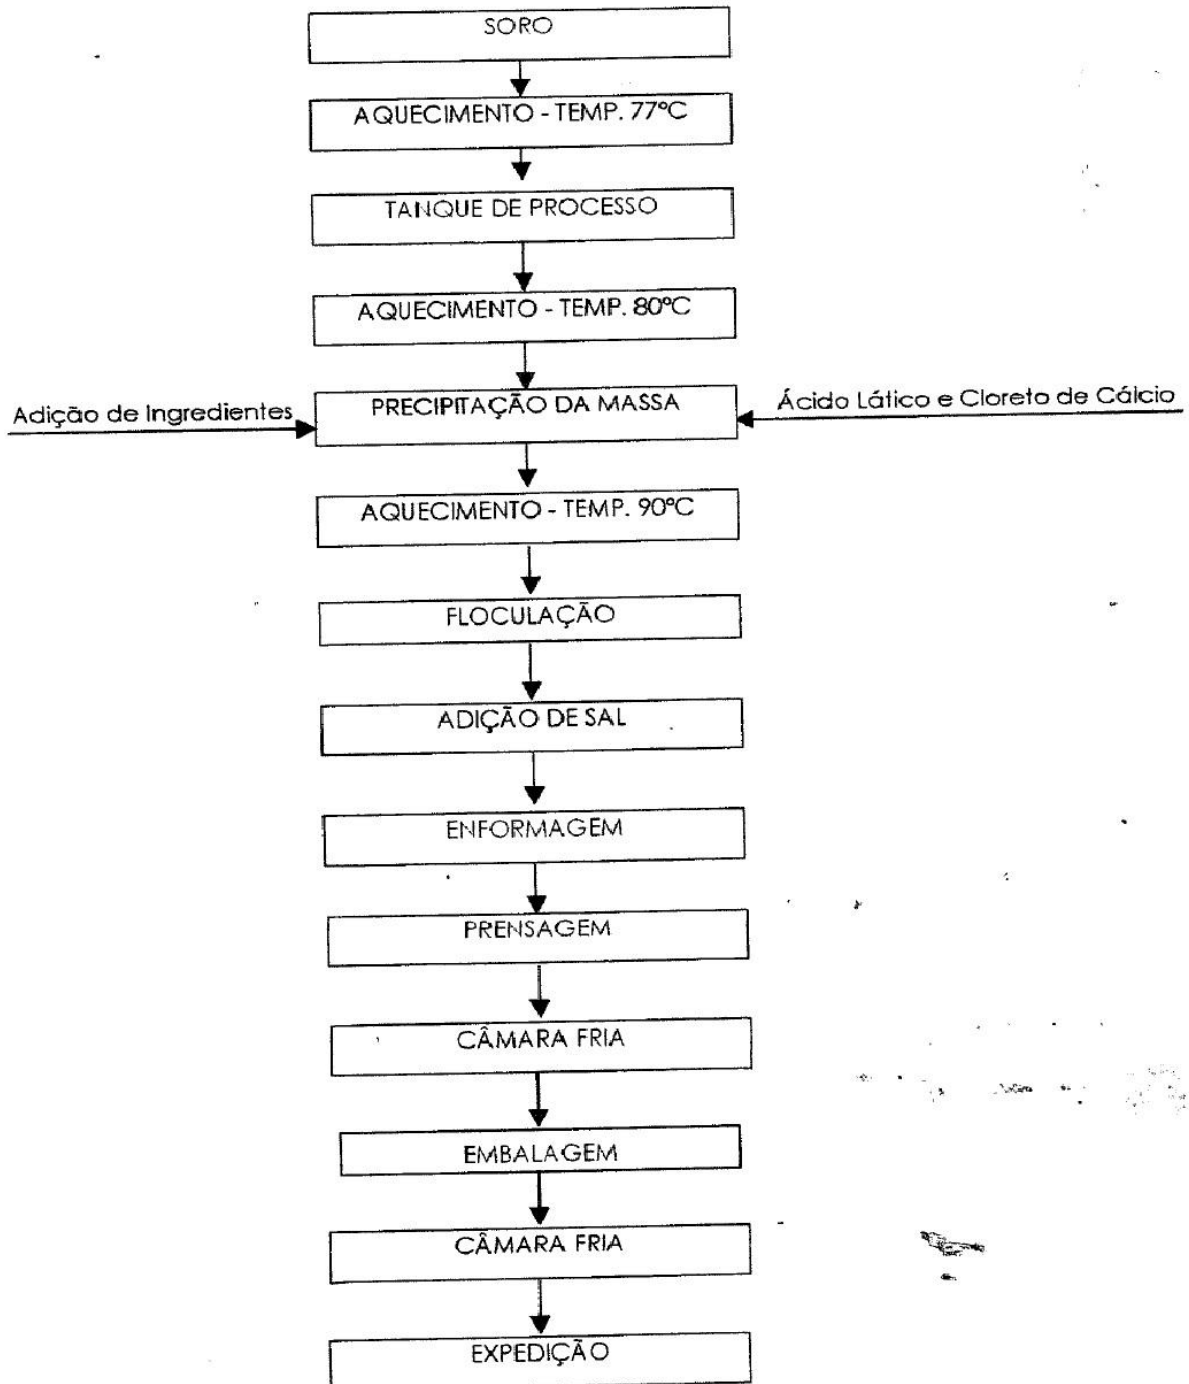 SORO
AQUECIMENTO - TEMP. 77ºC
TANQUE DE PROCESSO
AQUECIMENTO - TEMP. 80ºC
Adição de Ingredientes
PRECIPITAÇÃO DA MASSA
Ácido Lático e Cloreto de Cálcio
AQUECIMENTO - TEMP. 90ºC
FLOCULAÇÃO
ADIÇÃO DE SAL
ENFORMAGEM
PRENSAGEM
CÂMARA FRIA
EMBALAGEM
CÂMARA FRIA
EXPEDIÇÃO